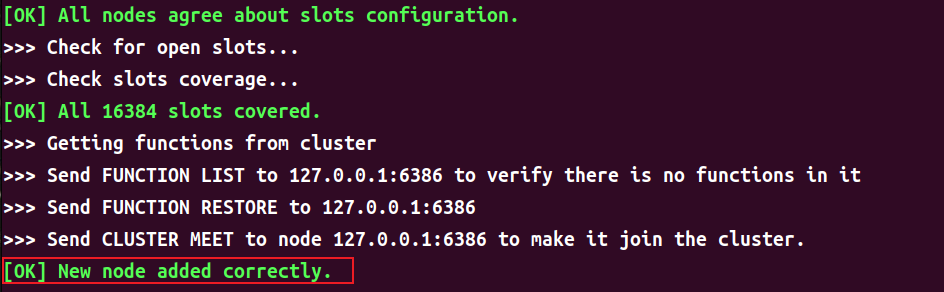 [OK] All nodes agree about slots configuration.
>>> Check for open slots...
>>> Check slots coverage...
[OK] All 16384 slots covered.
>>> Getting functions from cluster
>>> Send FUNCTION LIST to 127.0.0.1:6386 to verify there is no functions in it
>>> Send FUNCTION RESTORE to 127.0.0.1:6386
>>> Send CLUSTER MEET to node 127.0.0.1:6386 to make it join the cluster.
[OK] New node added correctly.